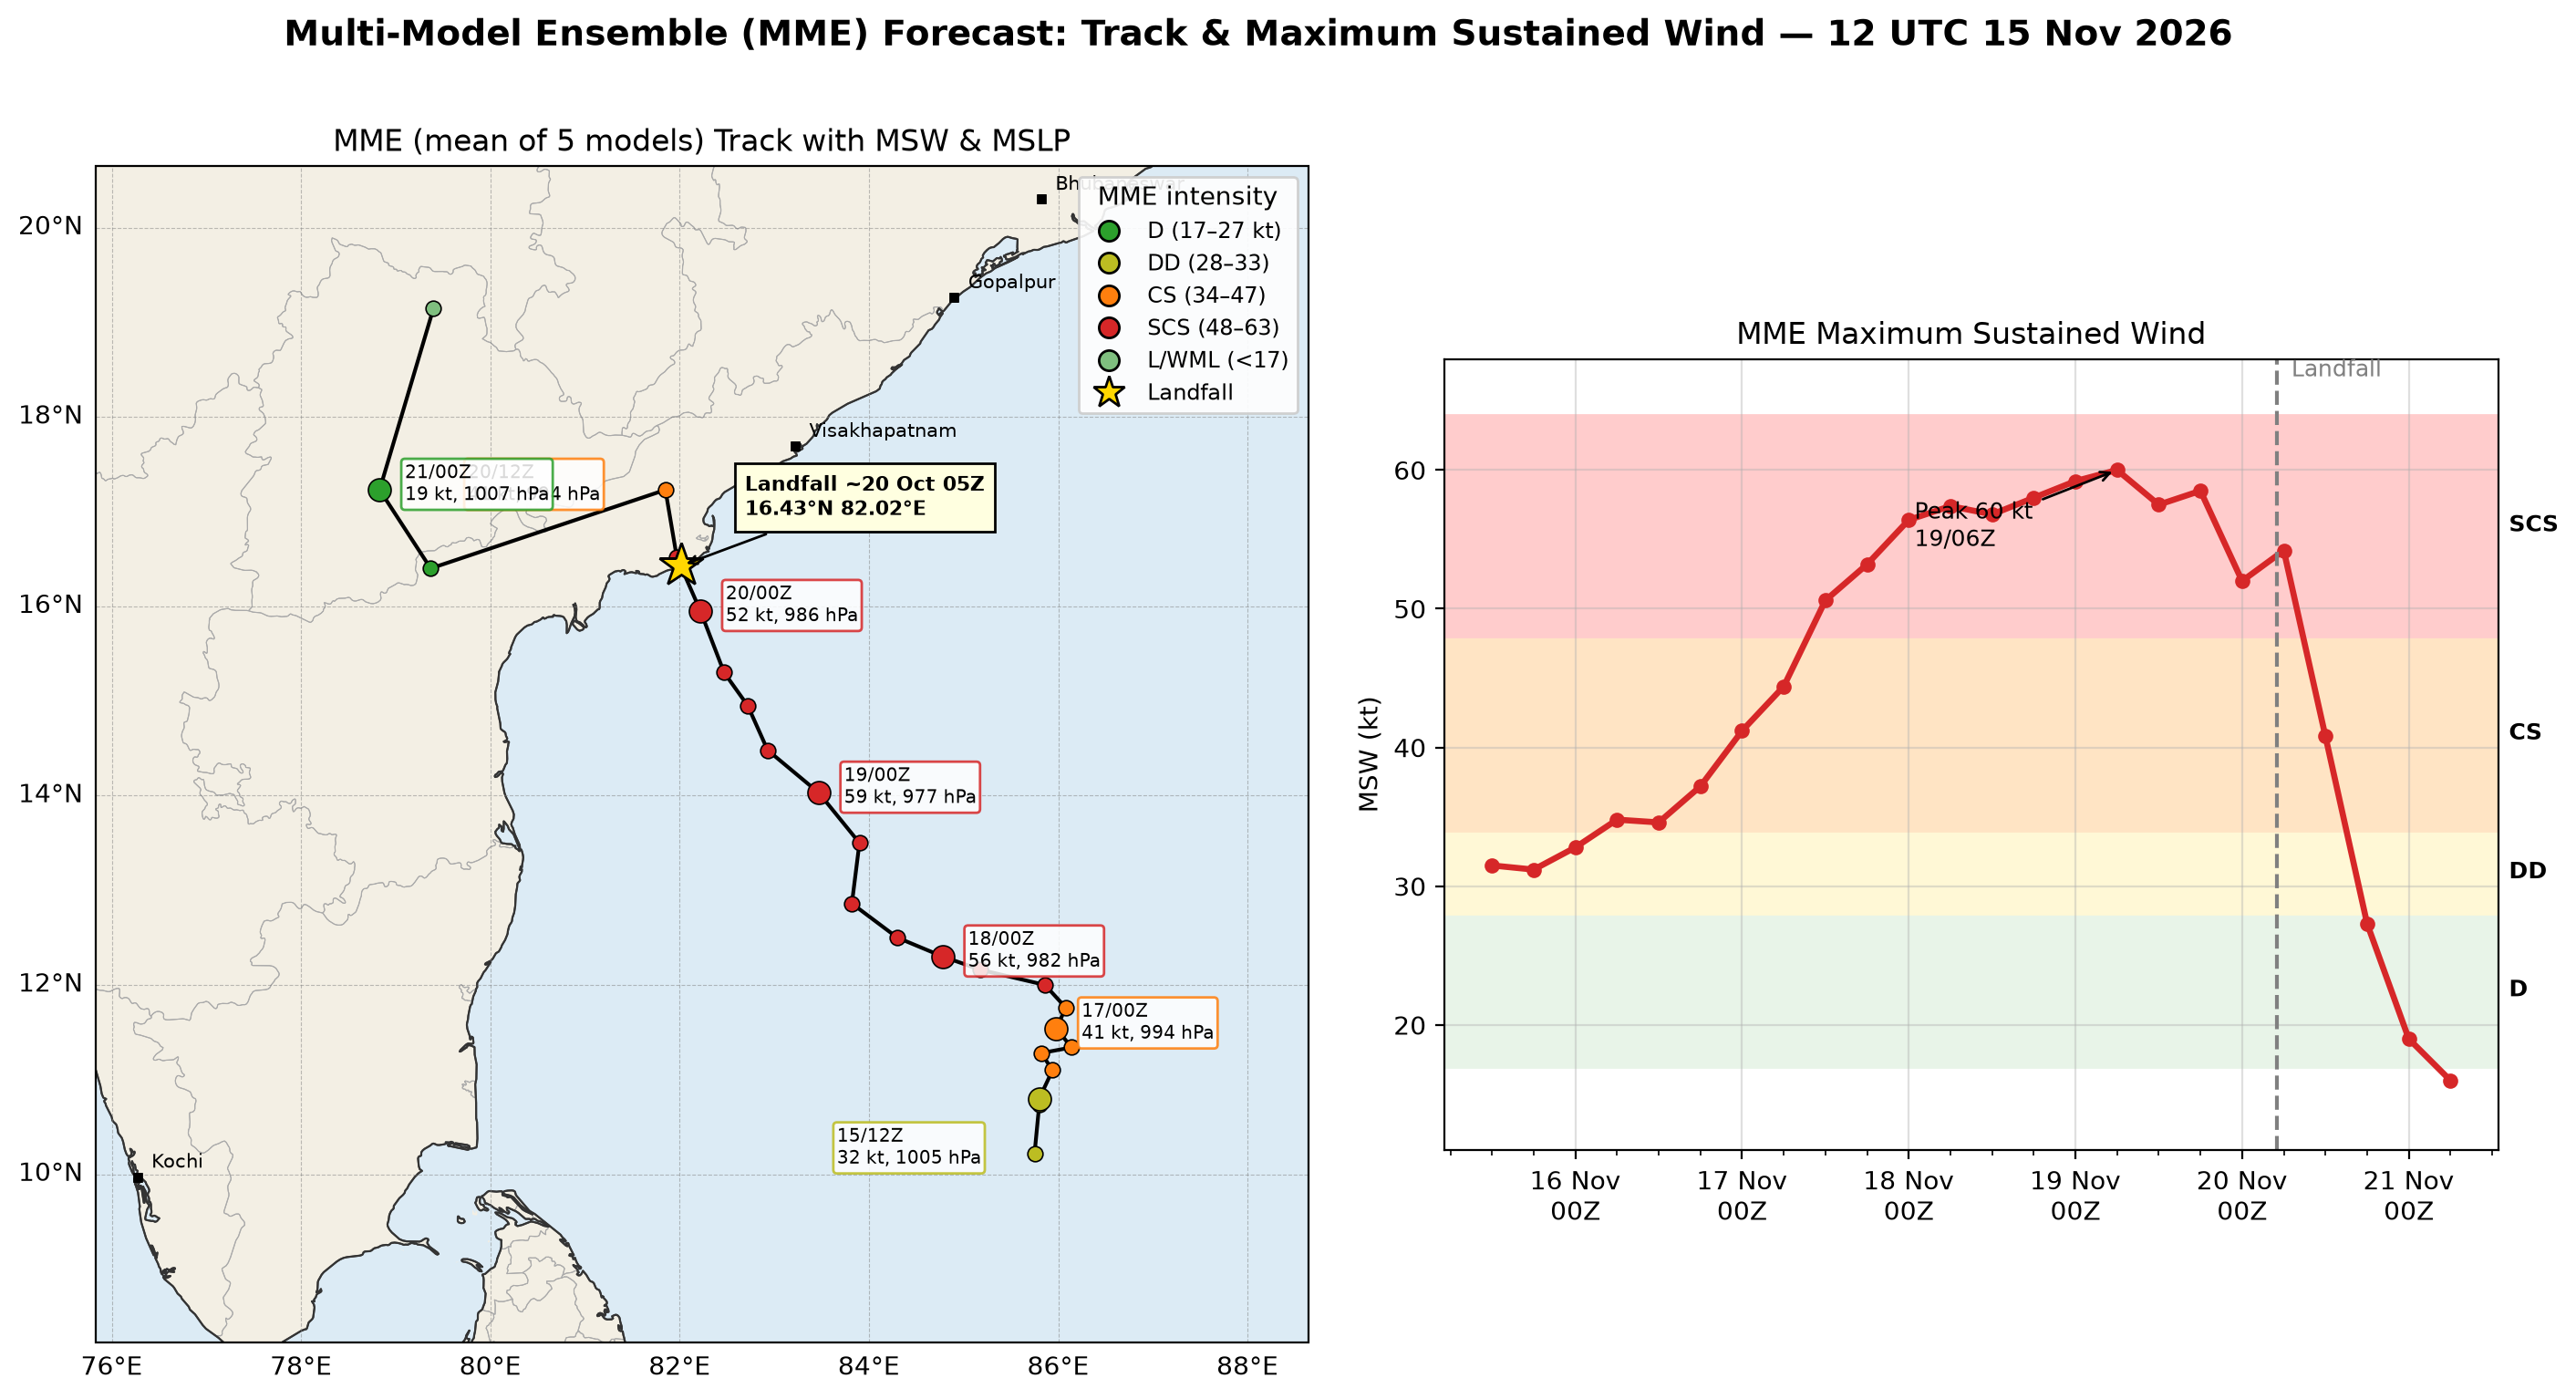 Multi-Model Ensemble (MME) Forecast: Track & Maximum Sustained Wind — 12 UTC 15 Nov 2026
MME (mean of 5 models) Track with MSW & MSLP
20°N
18°N
16°N
14°N
12°N
10°N
76°E
78°E
80°E
82°E
84°E
86°E
88°E
Bhubaneswar
Gopalpur
Visakhapatnam
Kochi
MME intensity
D (17–27 kt)
DD (28–33)
CS (34–47)
SCS (48–63)
L/WML (<17)
Landfall
21/00Z
19 kt, 1007 hPa
20/12Z
4 hPa
Landfall ~20 Oct 05Z
16.43°N 82.02°E
20/00Z
52 kt, 986 hPa
19/00Z
59 kt, 977 hPa
18/00Z
56 kt, 982 hPa
17/00Z
41 kt, 994 hPa
15/12Z
32 kt, 1005 hPa
MME Maximum Sustained Wind
Landfall
MSW (kt)
60
50
40
30
20
Peak 60 kt
19/06Z
SCS
CS
DD
D
16 Nov
00Z
17 Nov
00Z
18 Nov
00Z
19 Nov
00Z
20 Nov
00Z
21 Nov
00Z